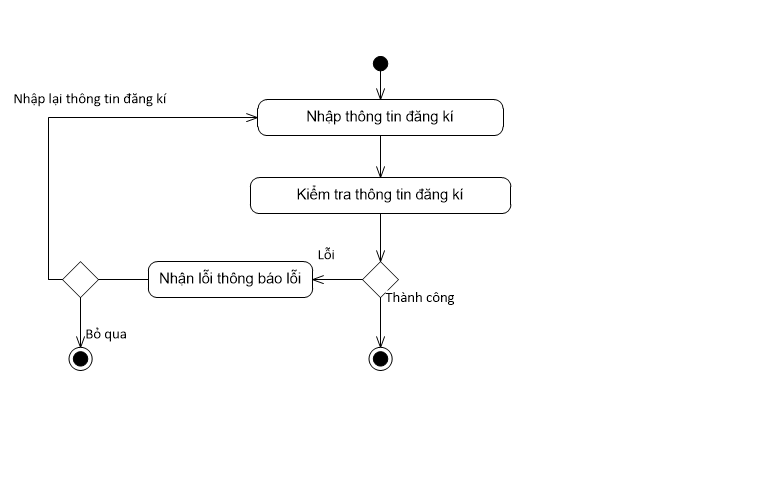 Nhập lại thông tin đăng kí
Nhập thông tin đăng kí
Kiểm tra thông tin đăng kí
Lỗi
Nhận lỗi thông báo lỗi
Thành công
Bỏ qua